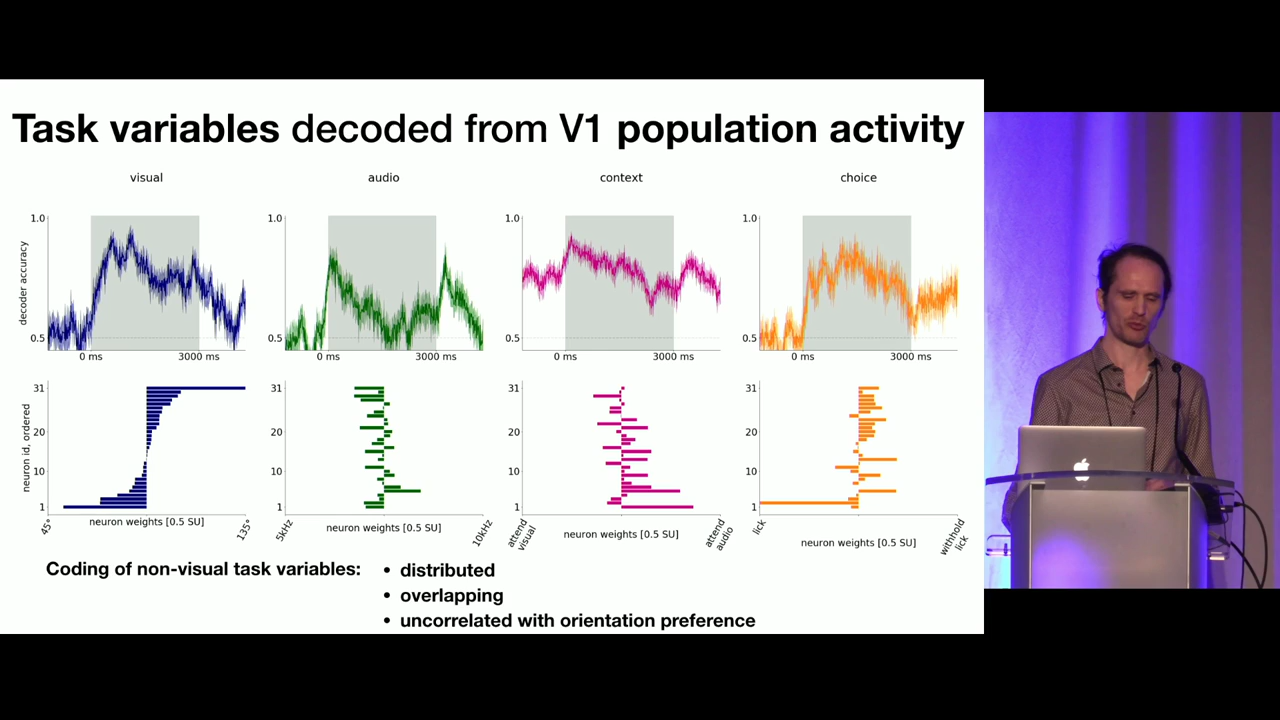 Task variables decoded from V1 population activity
visual audio context choice
1.0 1.0 1.0 1.0
decoder accuracy
0.5 0.5 0.5 0.5
0 ms 3000 ms 0 ms 3000 ms 0 ms 3000 ms 0 ms 3000 ms
31 31 31 31
neuron id, ordered
20 20 20 20
10 10 10 10
1 1 1 1
45° neuron weights [0.5 SU] 135° 5kHz neuron weights [0.5 SU] 10kHz attend visual neuron weights [0.5 SU] attend audio lick neuron weights [0.5 SU] withhold lick
Coding of non-visual task variables:
• distributed
• overlapping
• uncorrelated with orientation preference